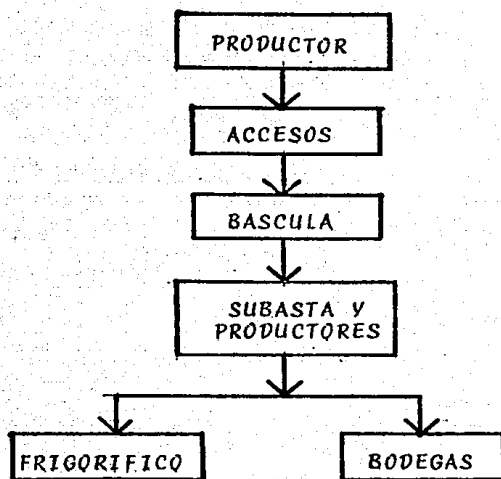 PRODUCTOR
ACCESOS
BASCULA
SUBASTA Y
PRODUCTORES
FRIGORIFICO
BODEGAS